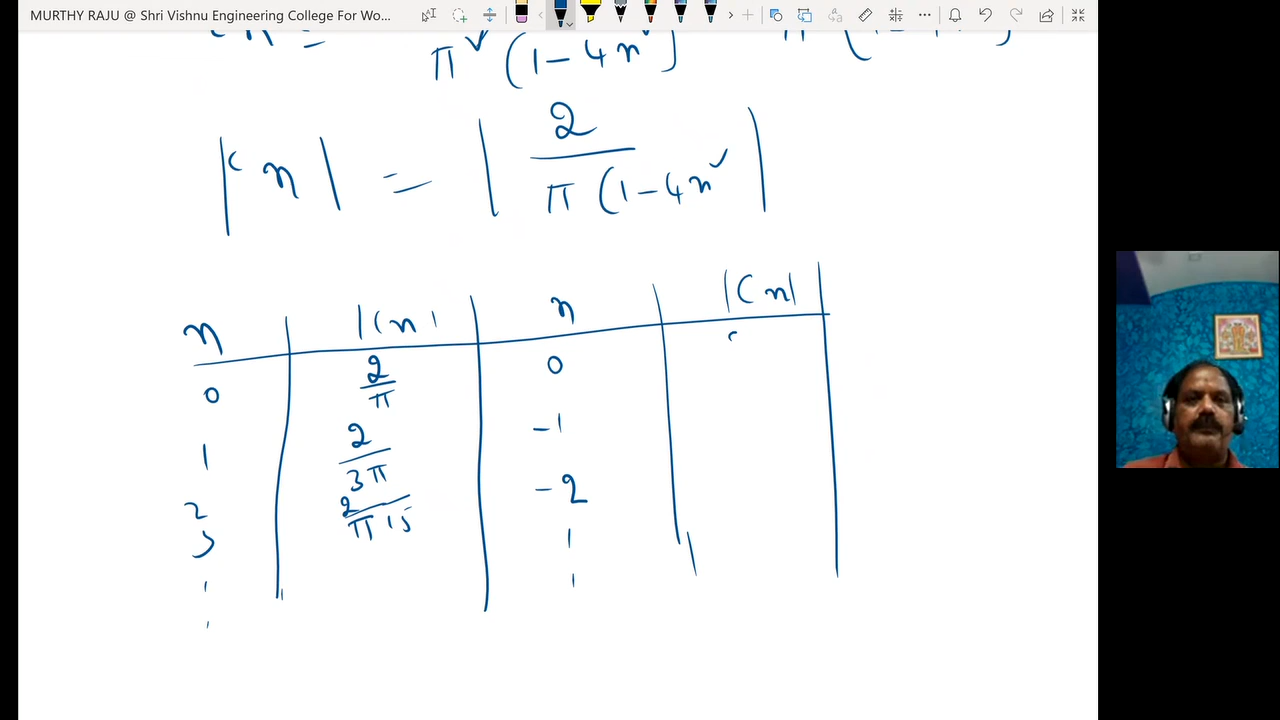 MURTHY RAJU @ Shri Vishnu Engineering College For Wo...
π² (1-4n²)
|Cn| = | 2 / π (1-4n² |
n |Cn| n |Cn|
0 2/π 0
1 2/3π -1
2 2/π15 -2
3